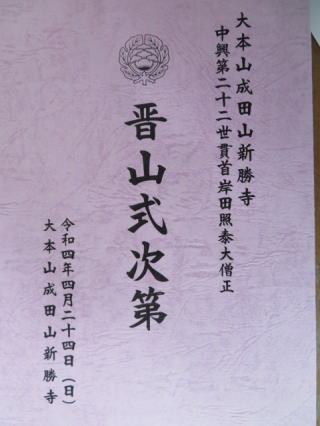 大本山成田山新勝寺
中興第二十二世貫首岸田照泰大僧正
晋山式次第
令和四年四月二十四日（日）
大本山成田山新勝寺